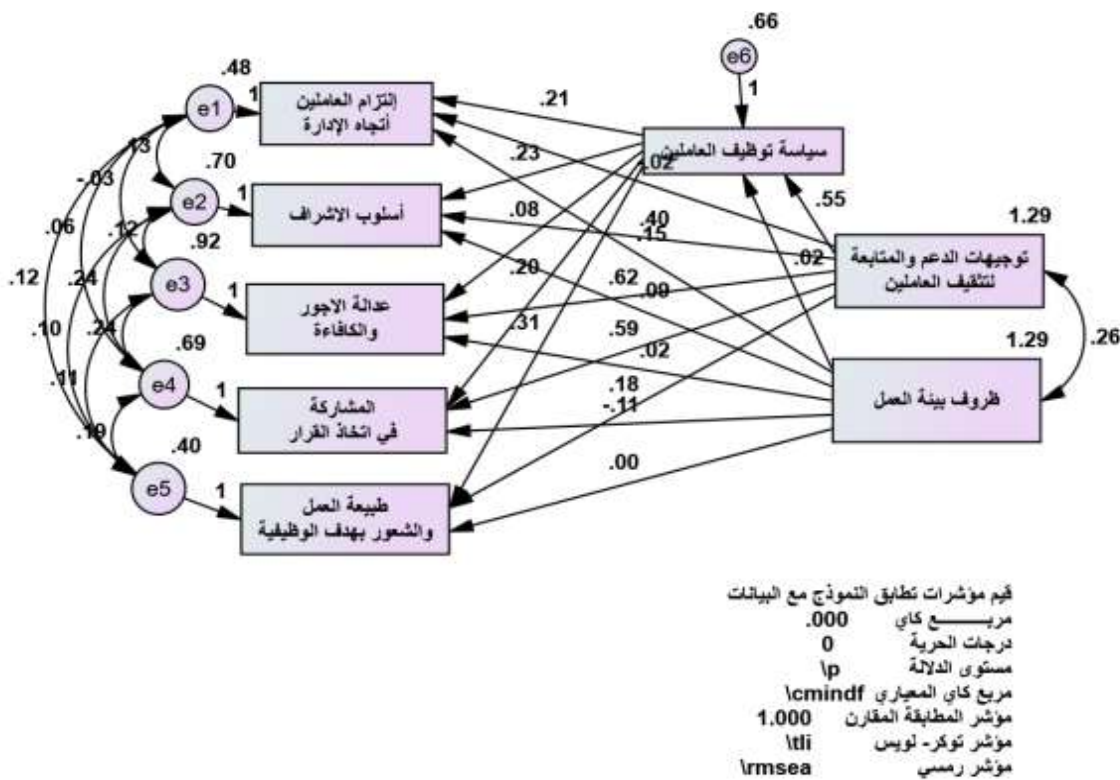 .66
e6
1
.48
e1
1
إلتزام العاملين
أتجاه الإدارة
.21
سياسة توظيف العاملين
.13
-.03
.70
e2
1
أسلوب الاشراف
.23
.02
.55
.06
.12
.92
.08
.40
.15
1.29
توجيهات الدعم والمتابعة
لتثقيف العاملين
.12
.24
e3
1
عدالة الاجور
والكافاءة
.20
.62
.09
.02
.10
.24
.69
.31
.59
.02
1.29
.26
e4
1
المشاركة
في اتخاذ القرار
.18
-.11
ظروف بيئة العمل
.11
.19
.40
.00
e5
1
طبيعة العمل
والشعور بهدف الوظيفية
قيم مؤشرات تطابق النموذج مع البيانات
مربـــــــع كاي .000
درجات الحرية 0
مستوى الدلالة \p
مربع كاي المعياري \cmindf
مؤشر المطابقة المقارن 1.000
مؤشر توكر- لويس \tli
مؤشر رمسي \rmsea